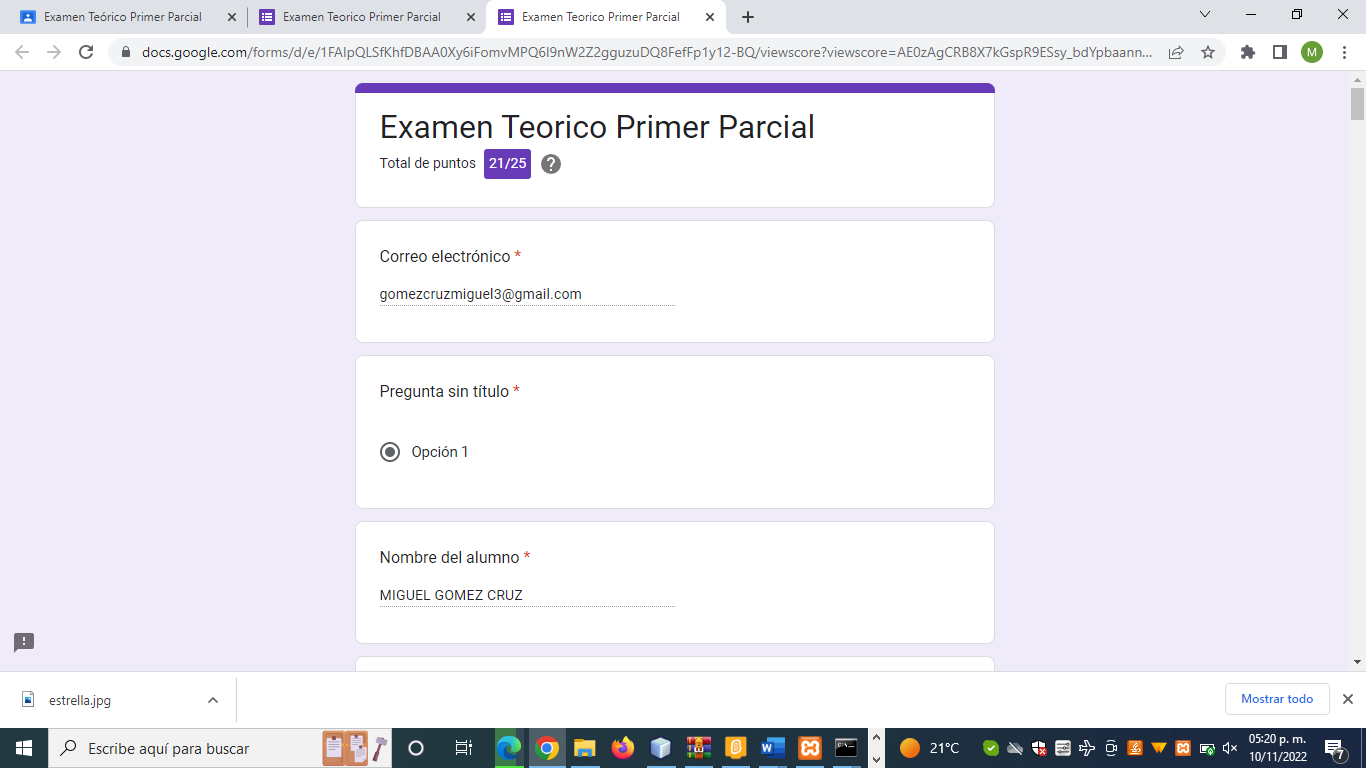 Examen Teórico Primer Parcial
Examen Teorico Primer Parcial
Examen Teorico Primer Parcial
docs.google.com/forms/d/e/1FAIpQLSfKhfDBAA0Xy6iFomvMPQ6I9nW2Z2gguzuDQ8FefFp1y12-BQ/viewscore?viewscore=AE0zAgCRB8X7kGspR9ESsy_bdYpbaann...
M
Examen Teorico Primer Parcial
Total de puntos 21/25 ?
Correo electrónico *
gomezcruzmiguel3@gmail.com
Pregunta sin título *
Opción 1
Nombre del alumno *
MIGUEL GOMEZ CRUZ
estrella.jpg
Mostrar todo
Escribe aquí para buscar
21°C
05:20 p. m.
10/11/2022
7